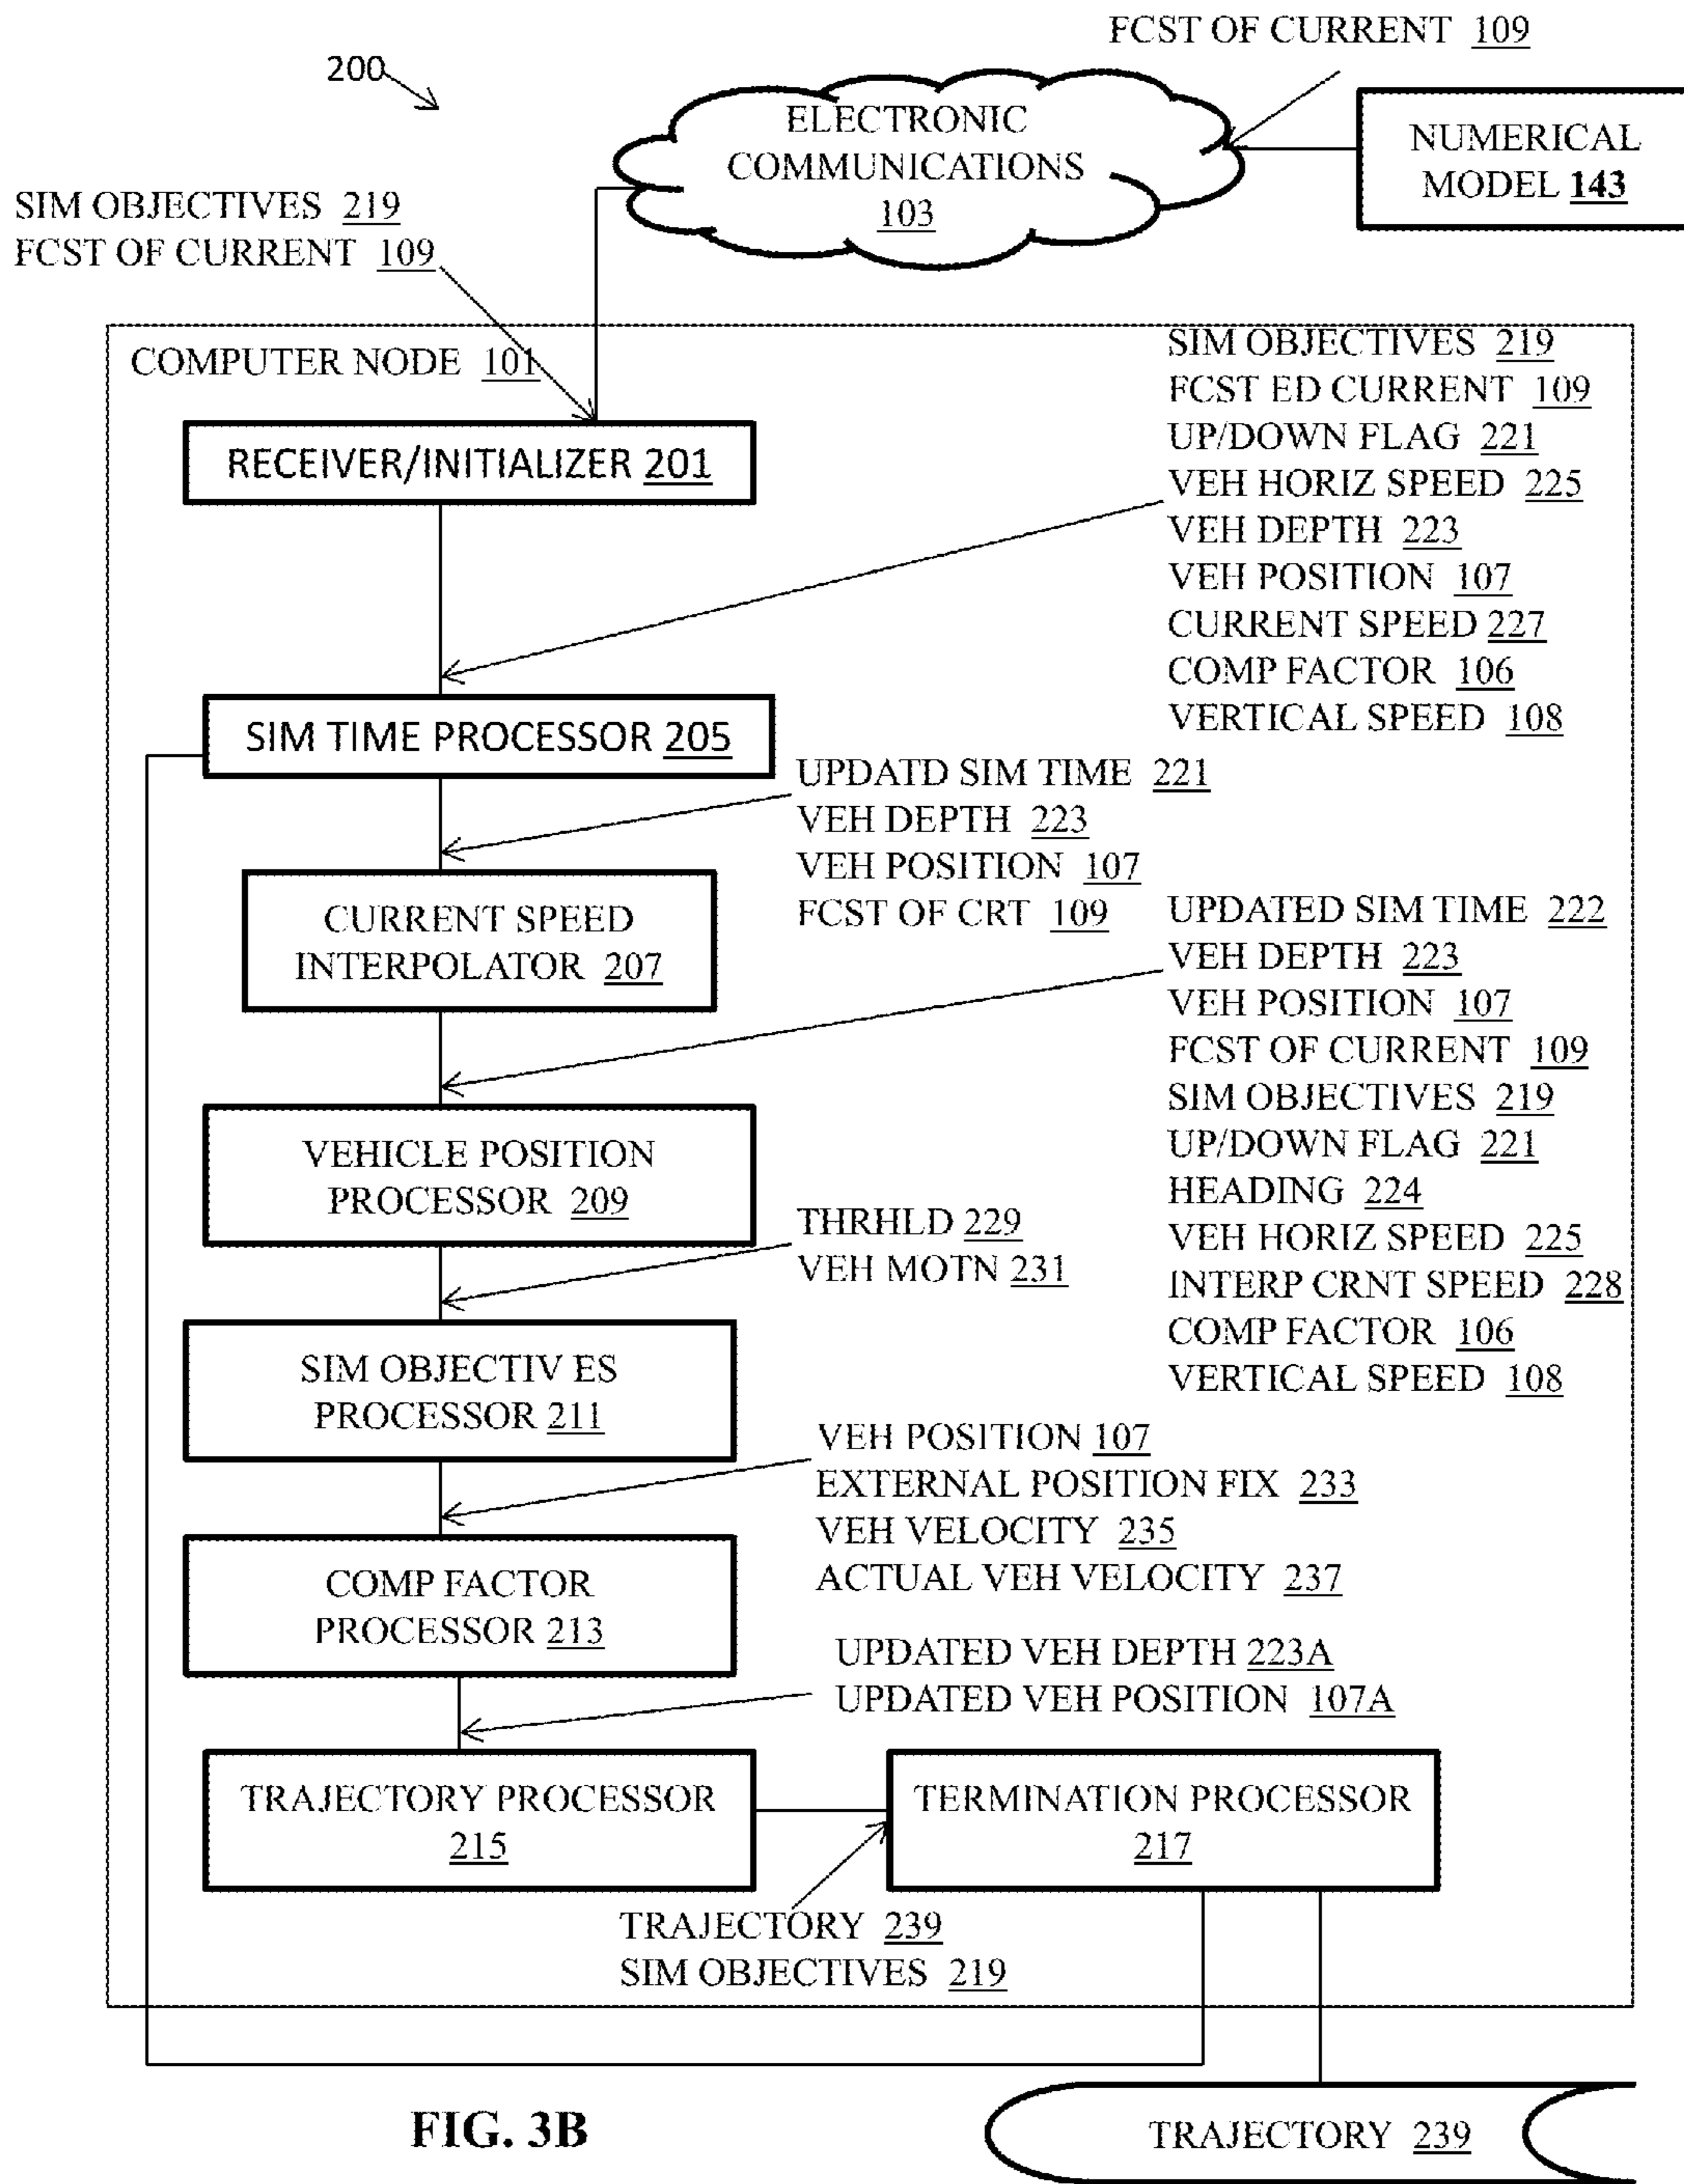 FCST OF CURRENT 109
200
ELECTRONIC
COMMUNICATIONS
103
NUMERICAL
MODEL 143
SIM OBJECTIVES 219
FCST OF CURRENT 109
COMPUTER NODE 101
SIM OBJECTIVES 219
FCST ED CURRENT 109
UP/DOWN FLAG 221
VEH HORIZ SPEED 225
VEH DEPTH 223
VEH POSITION 107
CURRENT SPEED 227
COMP FACTOR 106
VERTICAL SPEED 108
RECEIVER/INITIALIZER 201
SIM TIME PROCESSOR 205
UPDATD SIM TIME 221
VEH DEPTH 223
VEH POSITION 107
FCST OF CRT 109
CURRENT SPEED
INTERPOLATOR 207
UPDATED SIM TIME 222
VEH DEPTH 223
VEH POSITION 107
FCST OF CURRENT 109
SIM OBJECTIVES 219
UP/DOWN FLAG 221
HEADING 224
VEH HORIZ SPEED 225
INTERP CRNT SPEED 228
COMP FACTOR 106
VERTICAL SPEED 108
VEHICLE POSITION
PROCESSOR 209
THRHLD 229
VEH MOTN 231
SIM OBJECTIV ES
PROCESSOR 211
VEH POSITION 107
EXTERNAL POSITION FIX 233
VEH VELOCITY 235
ACTUAL VEH VELOCITY 237
COMP FACTOR
PROCESSOR 213
UPDATED VEH DEPTH 223A
UPDATED VEH POSITION 107A
TRAJECTORY PROCESSOR
215
TERMINATION PROCESSOR
217
TRAJECTORY 239
SIM OBJECTIVES 219
FIG. 3B
TRAJECTORY 239